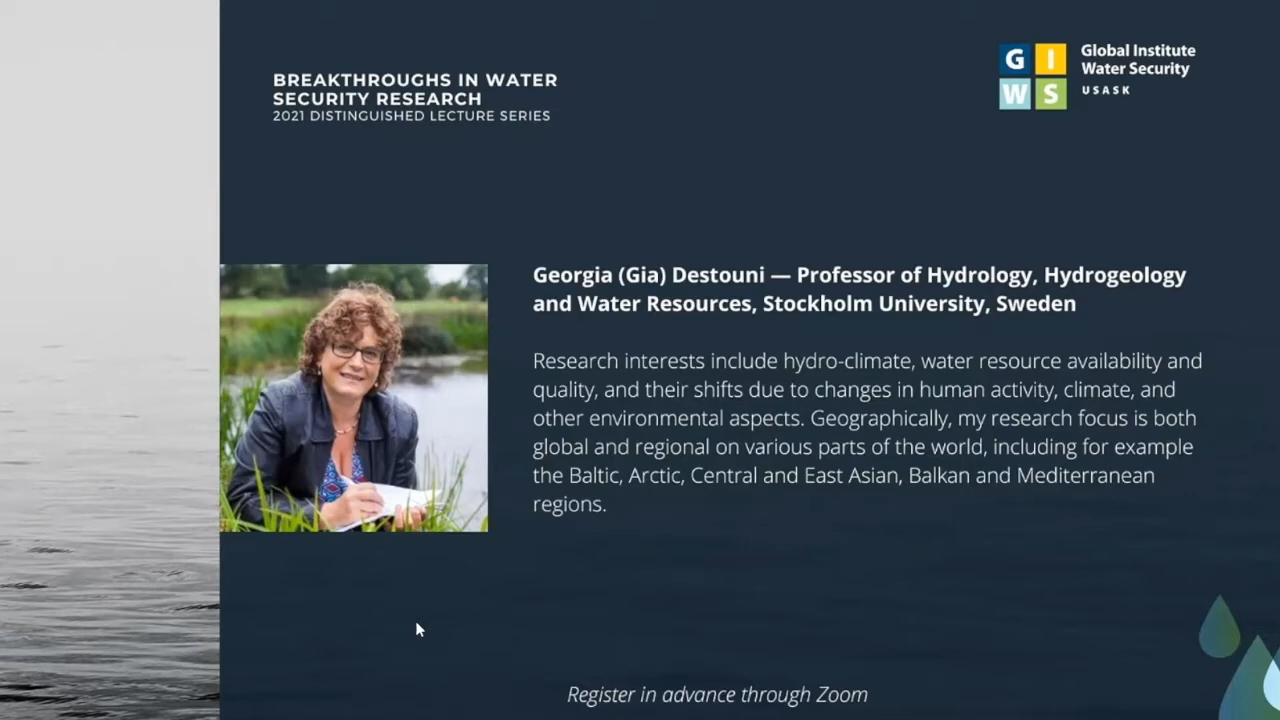 BREAKTHROUGHS IN WATER
SECURITY RESEARCH
2021 DISTINGUISHED LECTURE SERIES
G I
W S
Global Institute
Water Security
USASK
Georgia (Gia) Destouni — Professor of Hydrology, Hydrogeology
and Water Resources, Stockholm University, Sweden
Research interests include hydro-climate, water resource availability and
quality, and their shifts due to changes in human activity, climate, and
other environmental aspects. Geographically, my research focus is both
global and regional on various parts of the world, including for example
the Baltic, Arctic, Central and East Asian, Balkan and Mediterranean
regions.
Register in advance through Zoom